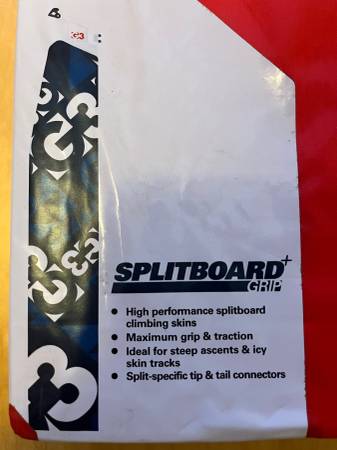 G3
SPLITBOARD+
GRIP
• High performance splitboard
climbing skins
• Maximum grip & traction
• Ideal for steep ascents & icy
skin tracks
• Split-specific tip & tail connectors